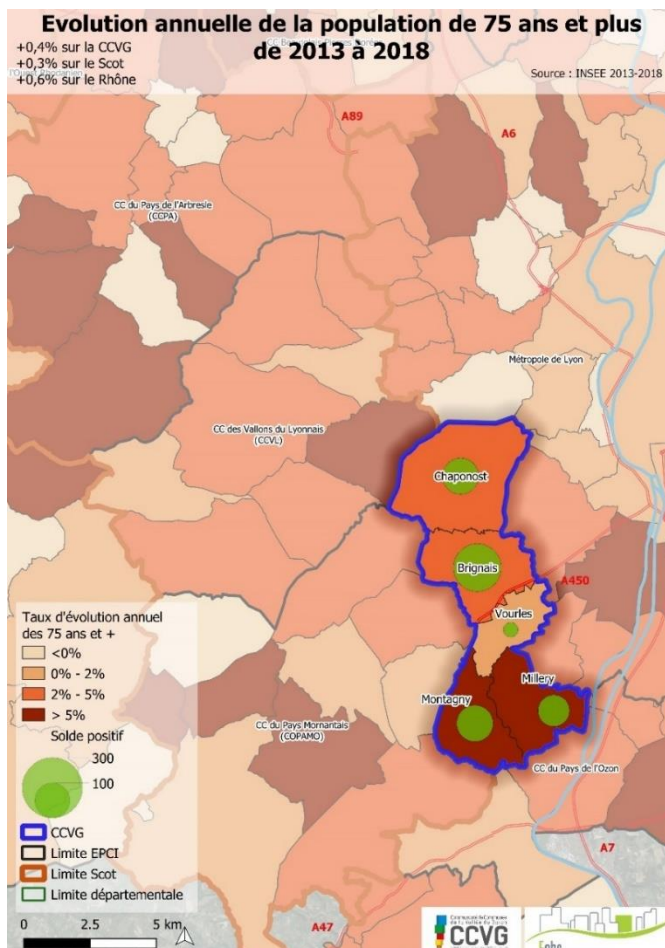 Evolution annuelle de la population de 75 ans et plus
de 2013 à 2018
+0,4% sur la CCVG
+0,3% sur le Scot
+0,6% sur le Rhône
Source : INSEE 2013-2018
A89
A6
CC du Pays de l'Arbresle
(CCPA)
Métropole de Lyon
CC des Vallons du Lyonnais
(CCVL)
Chaponost
Brignais
A450
Vourles
Millery
Montagny
CC du Pays Mornantais
(COPAMO)
CC du Pays de l'Ozon
A7
A47
Taux d'évolution annuel
des 75 ans et +
<0%
0% - 2%
2% - 5%
> 5%
Solde positif
300
100
CCVG
Limite EPCI
Limite Scot
Limite départementale
0 2.5 5 km
CCVG